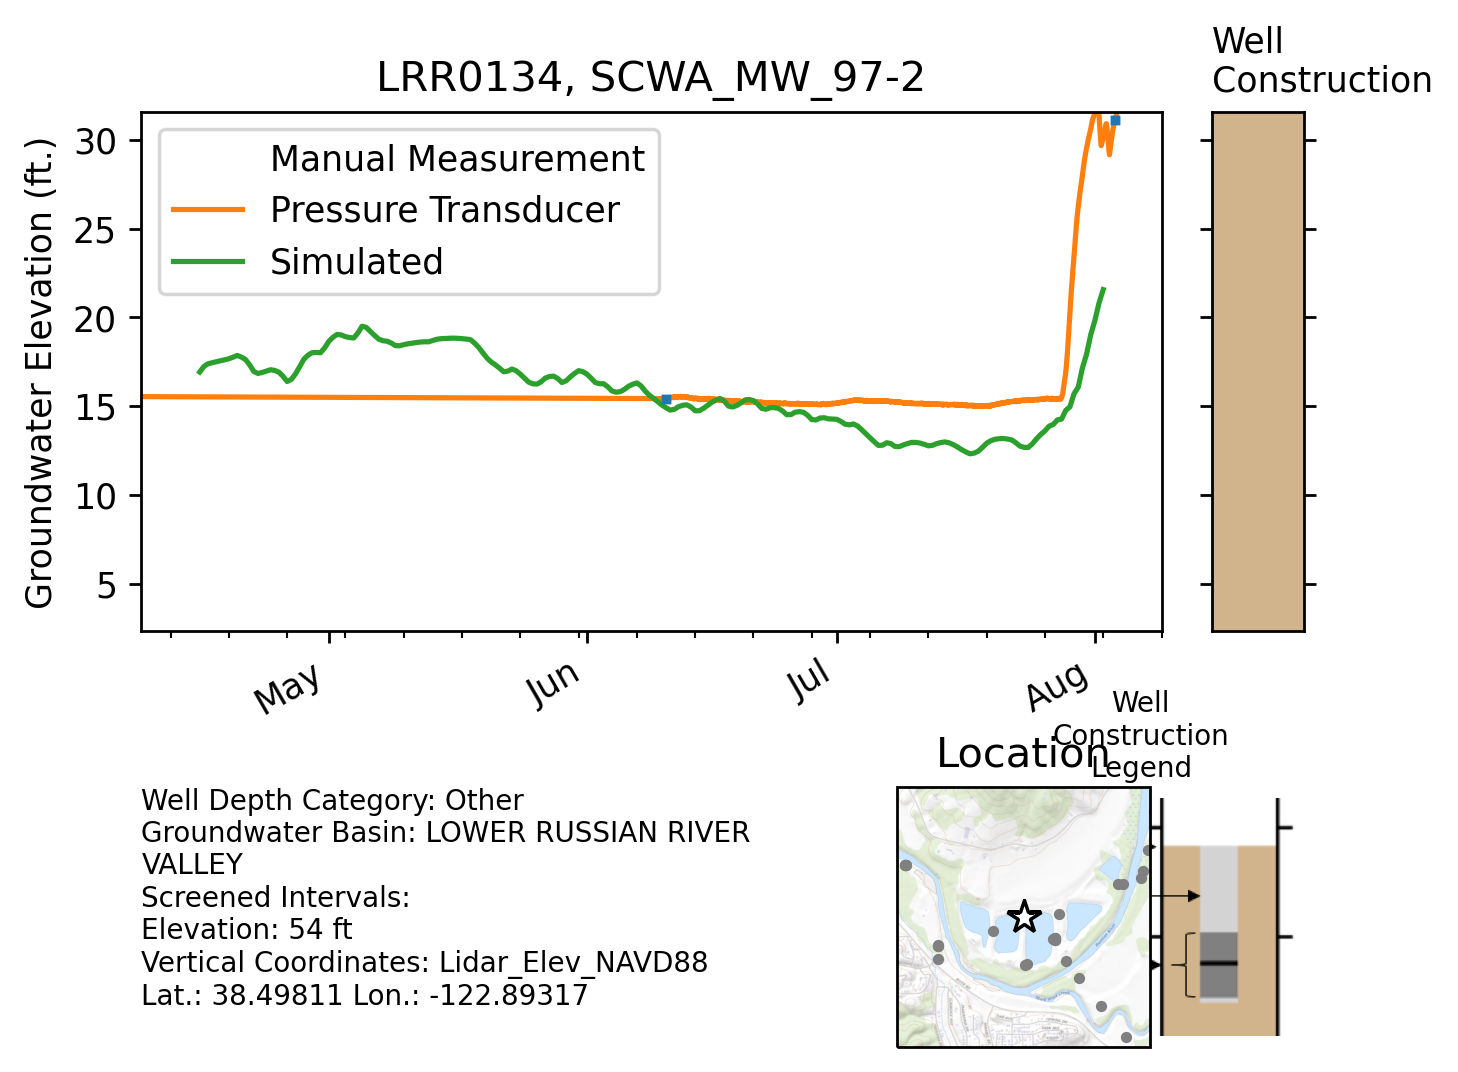 Well
Construction
LRR0134, SCWA_MW_97-2
Groundwater Elevation (ft.)
30
25
20
15
10
5
Manual Measurement
Pressure Transducer
Simulated
May
Jun
Jul
Aug
Well
Construction
Legend
Location
Well Depth Category: Other
Groundwater Basin: LOWER RUSSIAN RIVER
VALLEY
Screened Intervals:
Elevation: 54 ft
Vertical Coordinates: Lidar_Elev_NAVD88
Lat.: 38.49811 Lon.: -122.89317